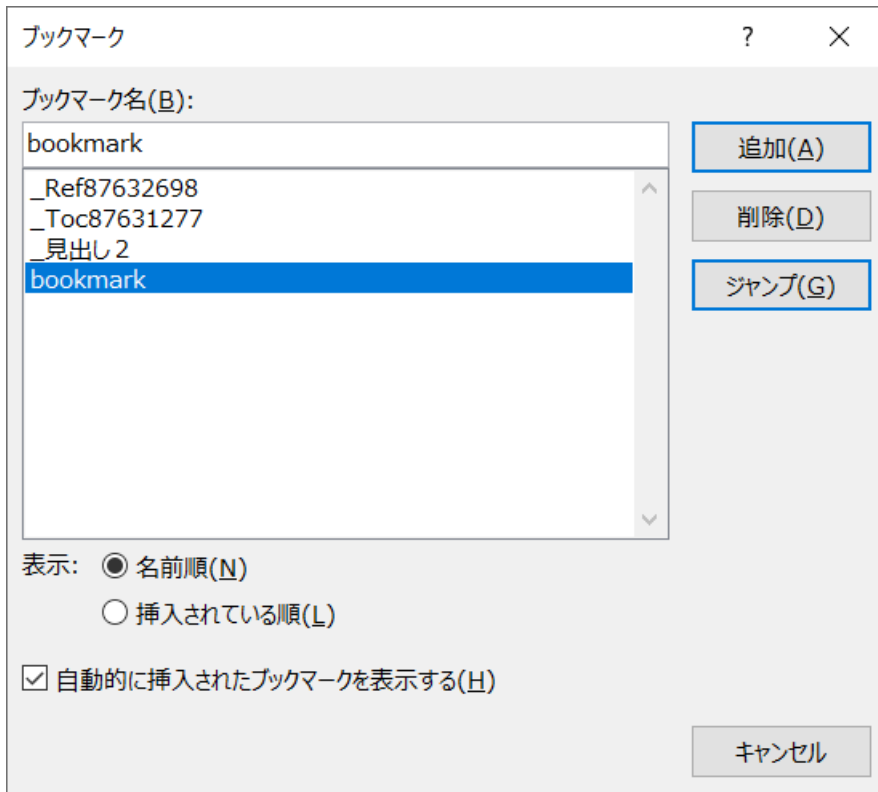 ブックマーク ?
ブックマーク名(B):
bookmark
追加(A)
_Ref87632698
_Toc87631277
_見出し2
bookmark
削除(D)
ジャンプ(G)
表示: 名前順(N)
挿入されている順(L)
自動的に挿入されたブックマークを表示する(H)
キャンセル